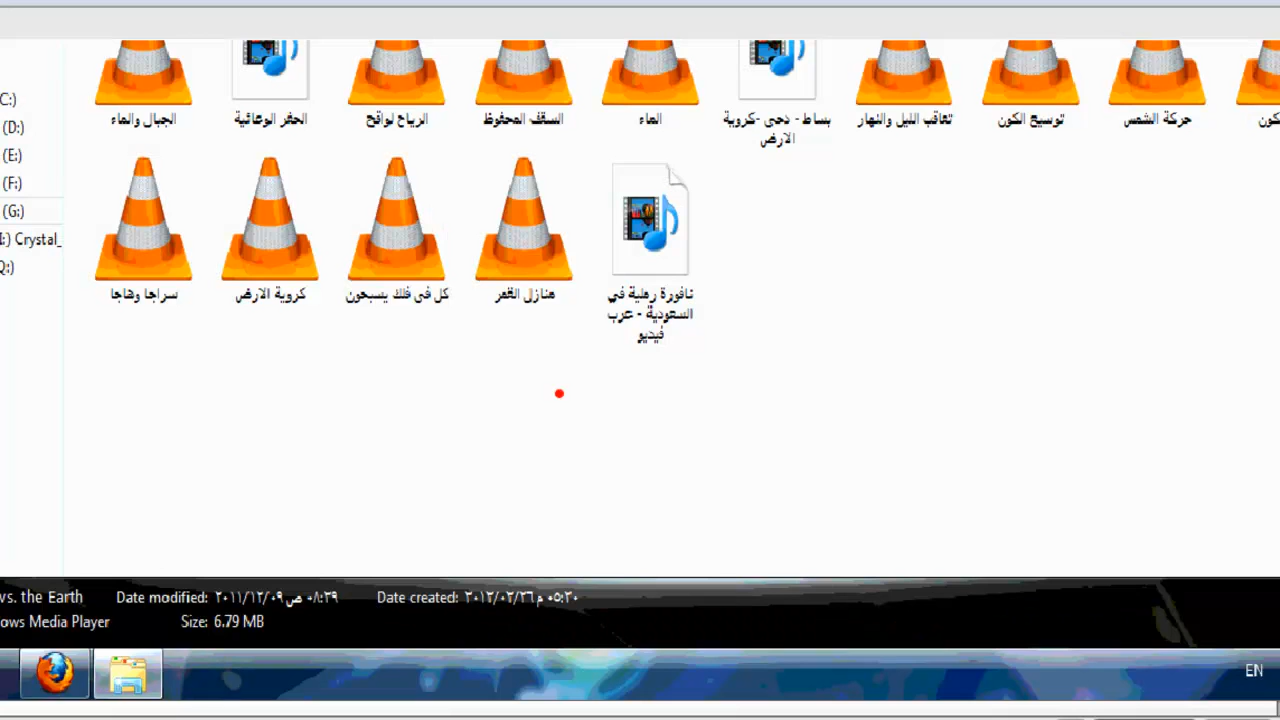 C:)
(D:)
(E:)
(F:)
(G:)
:) Crystal_
Q:)
الجبال والماء
الحفر الوعائية
الرياح لواقح
السقف المحفوظ
الماء
بساط - دحى -كروية
الارض
تعاقب الليل والنهار
توسيع الكون
حركة الشمس
كون
سراجا وهاجا
كروية الارض
كل فى فلك يسبحون
منازل القمر
نافورة رملية في
السعودية - عرب
فيديو
vs. the Earth
Date modified: ٢٠١١/١٢/٠٩ ص ٠٨:٣٩
Date created: ٢٠١٢/٠٢/٢٦ م ٠٥:٣٠
ows Media Player
Size: 6.79 MB
EN